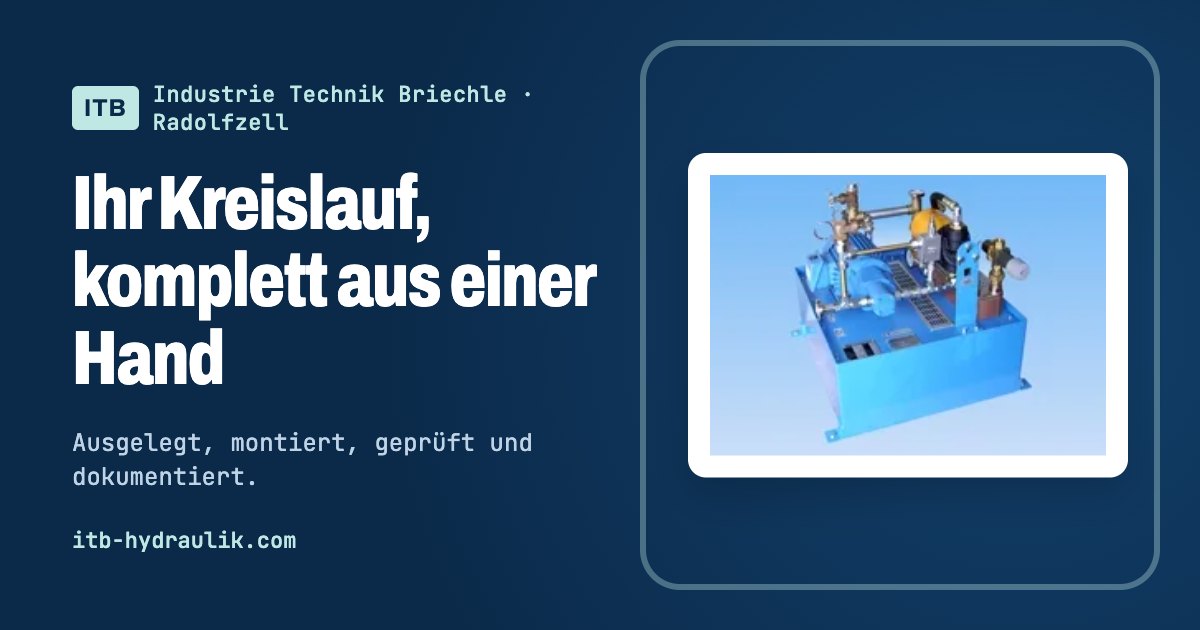 ITB
Industrie Technik Briechle ·
Radolfzell
Ihr Kreislauf,
komplett aus einer
Hand
Ausgelegt, montiert, geprüft und
dokumentiert.
itb-hydraulik.com